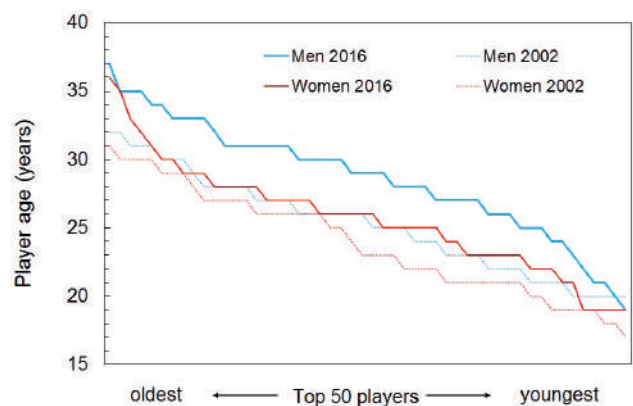 40
35
30
25
20
15
Player age (years)
Men 2016
Men 2002
Women 2016
Women 2002
oldest
Top 50 players
youngest